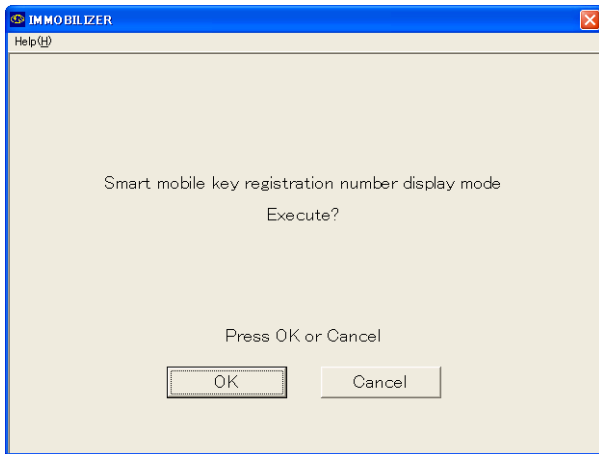 IMMOBILIZER
Help(H)
Smart mobile key registration number display mode
Execute?
Press OK or Cancel
OK Cancel